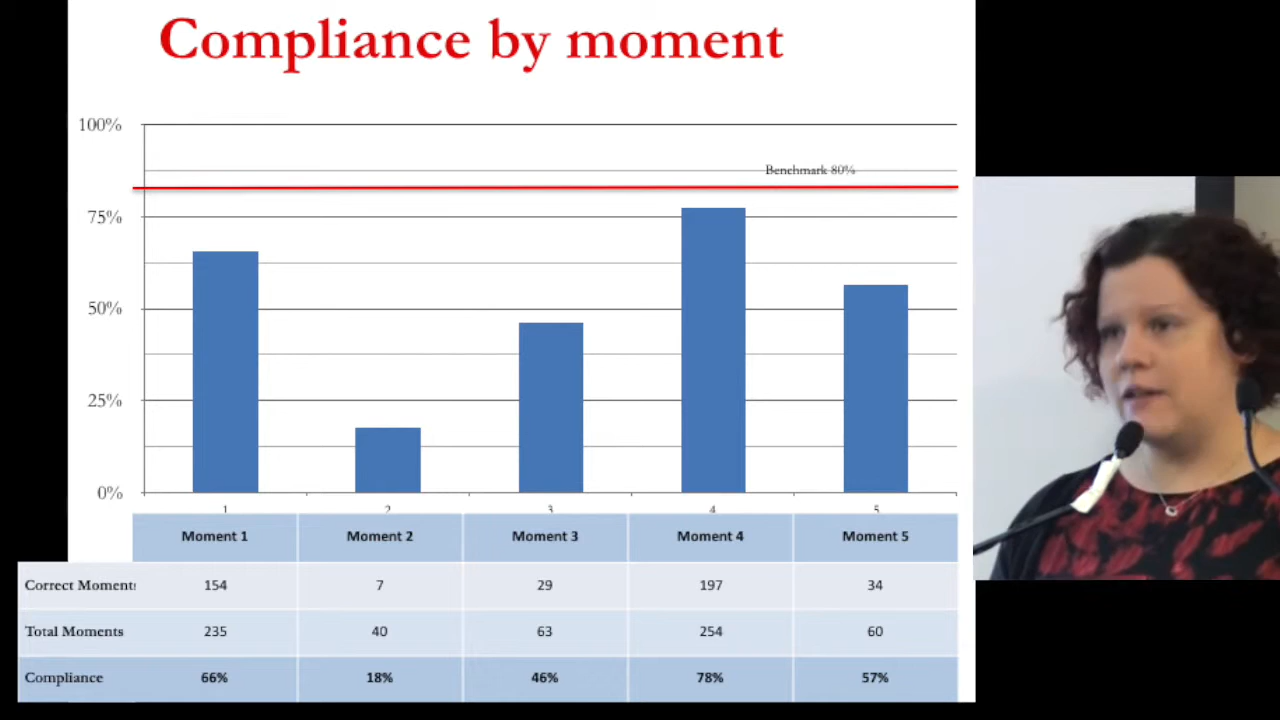 Compliance by moment
100%
Benchmark 80%
75%
50%
25%
0%
1 2 3 4 5
Moment 1 Moment 2 Moment 3 Moment 4 Moment 5
Correct Moments 154 7 29 197 34
Total Moments 235 40 63 254 60
Compliance 66% 18% 46% 78% 57%